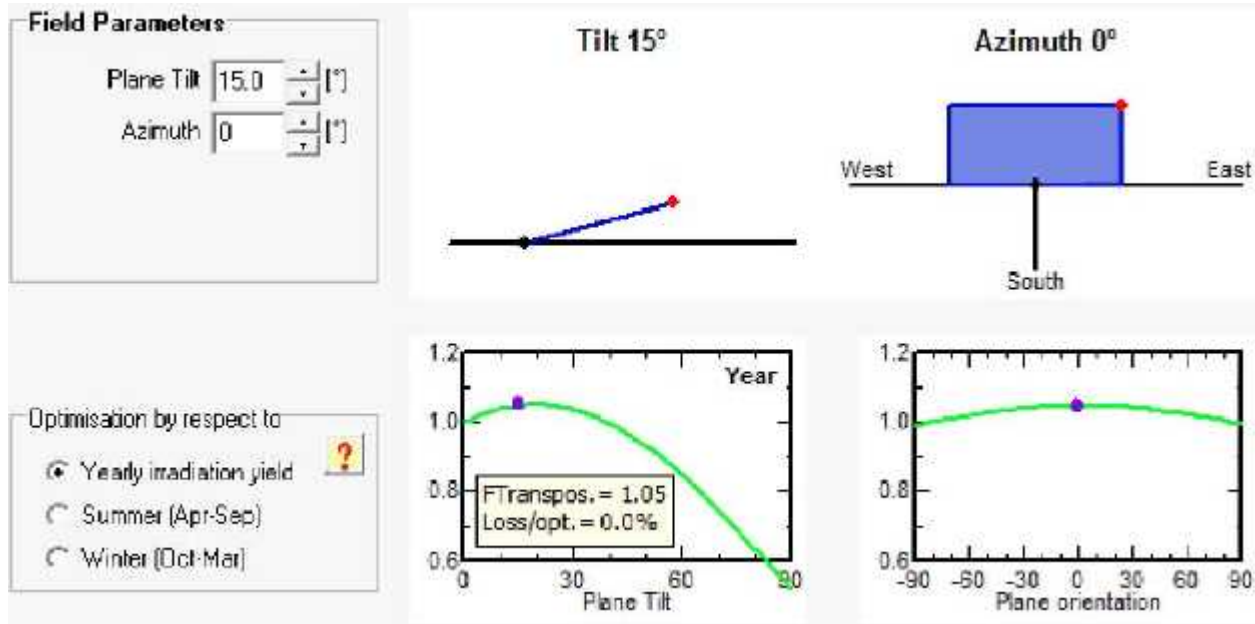 Field Parameters
Plane Tilt 15.0 [°]
Azimuth 0 [°]
Tilt 15°
Azimuth 0°
West
East
South
Optimisation by respect to
Yearly irradiation yield
Summer (Apr-Sep)
Winter (Oct-Mar)
?
1.2
1.0
0.8
0.6
Year
FTranspos. = 1.05
Loss/opt. = 0.0%
0 30 60 90
Plane Tilt
1.2
1.0
0.8
0.6
-90 -60 -30 0 30 60 90
Plane orientation